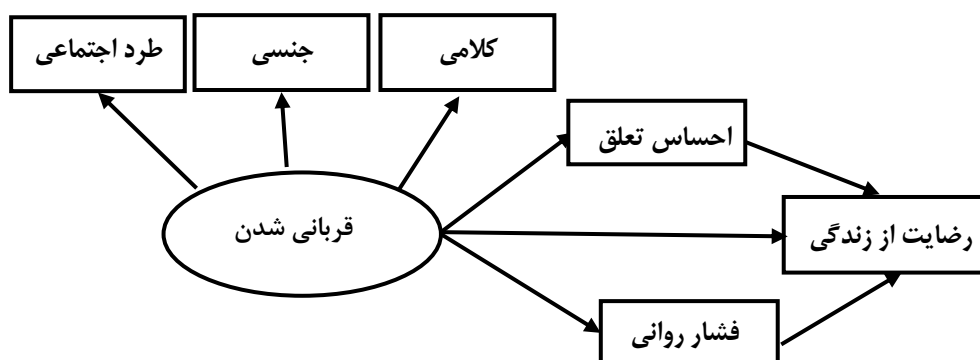 کلامی
جنسی
طرد اجتماعی
احساس تعلق
قربانی شدن
رضایت از زندگی
فشار روانی